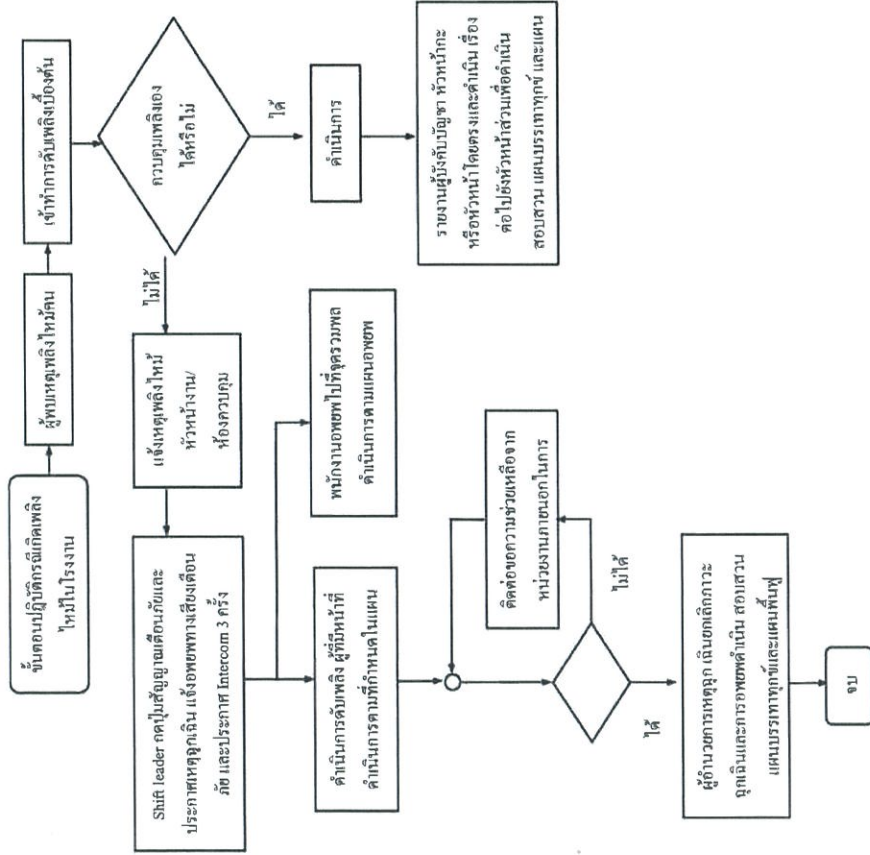 ขั้นตอนปฏิบัติกรณีเกิดเพลิง
ไหม้ในโรงงาน
ผู้พบเหตุเพลิงไหม้คน
เข้าทำการดับเพลิงเบื้องต้น
ควบคุมเพลิงเอง
ได้หรือไม่
ไม่ได้
ได้
ดำเนินการ
รายงานผู้บังคับบัญชา หัวหน้ากะ
หรือหัวหน้าโดยตรงและดำเนิน เรื่อง
ต่อไปยังหัวหน้าส่วนเพื่อดำเนิน
สอบสวน แผนบรรเทาทุกข์ และแผน
แจ้งเหตุเพลิงไหม้
หัวหน้างาน/
ห้องควบคุม
Shift leader กดปุ่มสัญญาณเตือนภัยและ
ประกาศเหตุฉุกเฉิน แจ้งอพยพทางเสียงเตือน
ภัย และประกาศ Intercom 3 ครั้ง
พนักงานอพยพไปที่จุดรวมพล
ดำเนินการตามแผนอพยพ
ดำเนินการดับเพลิง ผู้ที่มีหน้าที่
ดำเนินการตามที่กำหนดในแผน
ติดต่อขอความช่วยเหลือจาก
หน่วยงานภายนอกในการ
ไม่ได้
ได้
ผู้อำนวยการเหตุฉุก เฉินยกเลิกภาวะ
ฉุกเฉินและการอพยพดำเนิน สอบสวน
แผนบรรเทาทุกข์และแผนฟื้นฟู
จบ